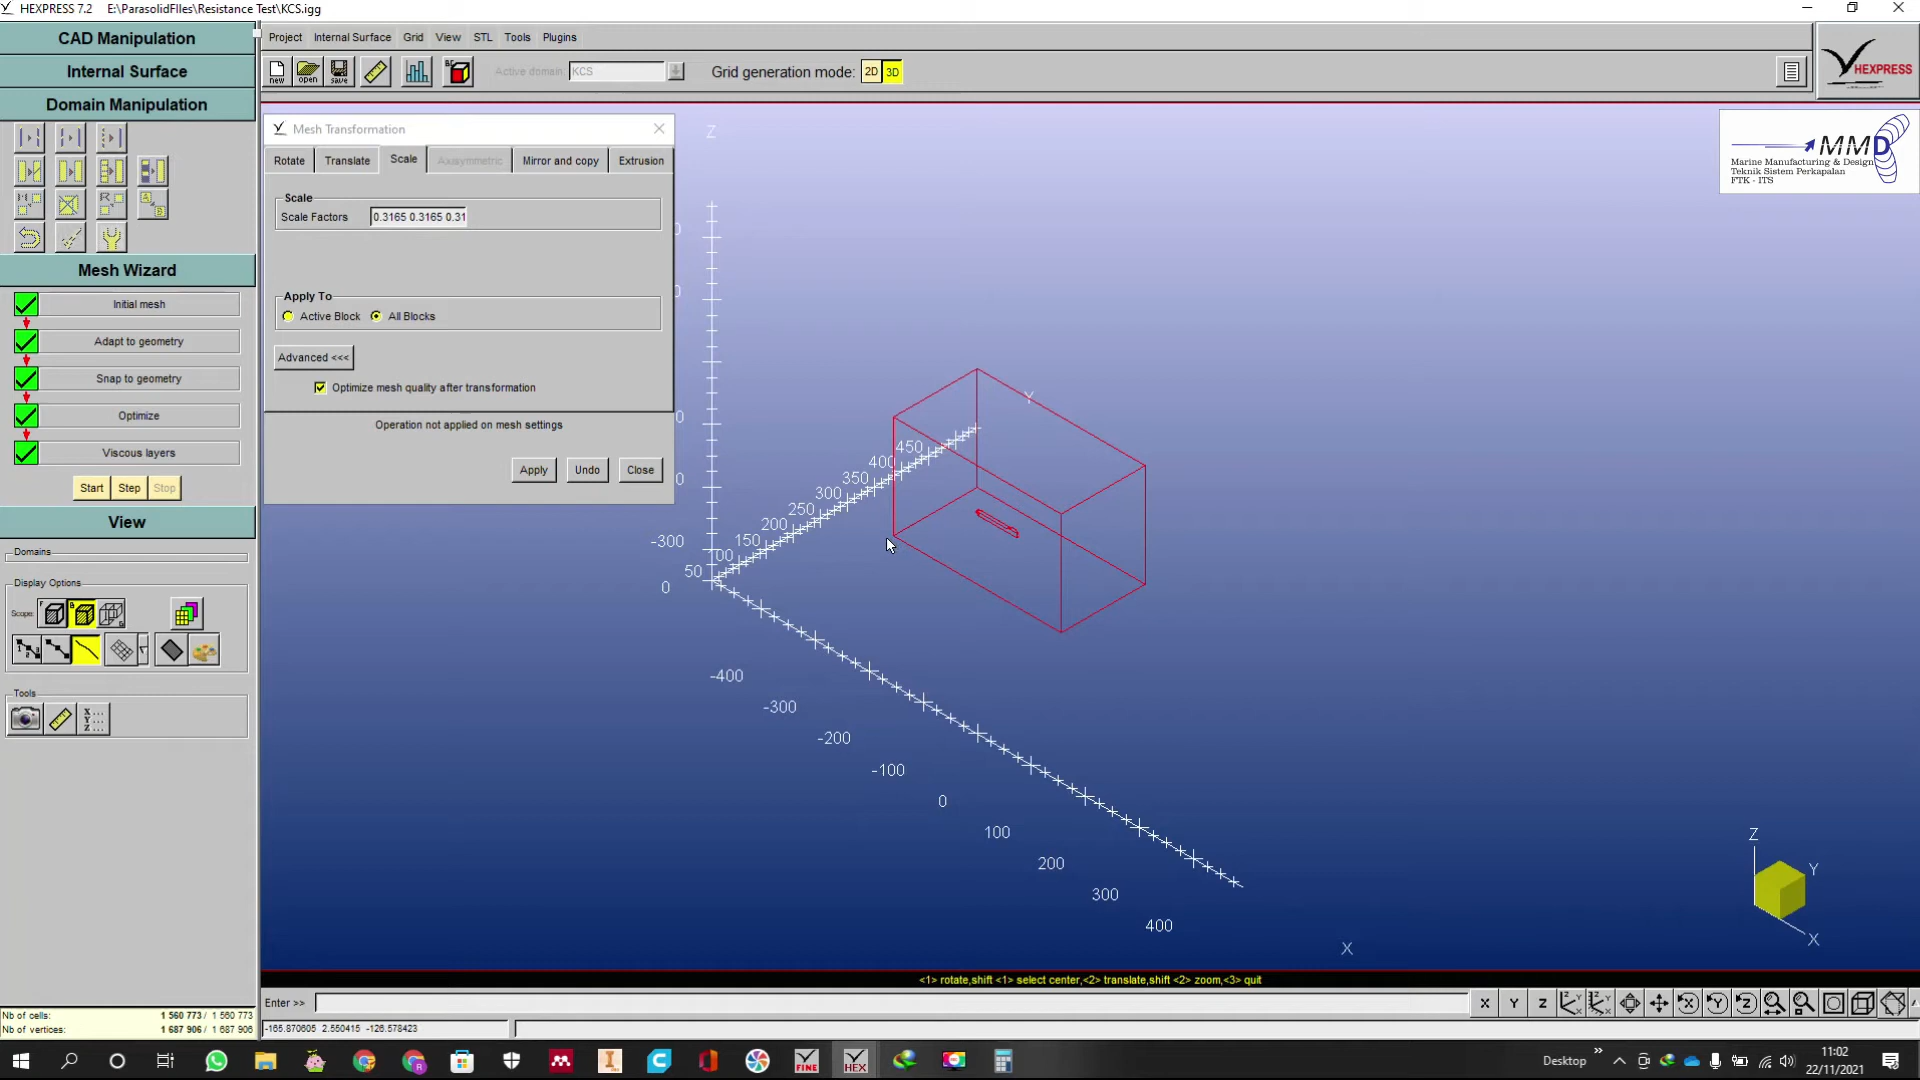 HEXPRESS 7.2 E:\ParasolidFIles\Resistance Test\KCS.igg
CAD Manipulation
Internal Surface
Domain Manipulation
Project Internal Surface Grid View STL Tools Plugins
new open save
Active domain: KCS
Grid generation mode: 2D 3D
HEXPRESS
MMD
Marine Manufacturing & Design
Teknik Sistem Perkapalan
FTK - ITS
Mesh Transformation
Rotate Translate Scale Axisymmetric Mirror and copy Extrusion
Scale
Scale Factors 0.3165 0.3165 0.31
Apply To
Active Block All Blocks
Advanced <<<
Optimize mesh quality after transformation
Operation not applied on mesh settings
Apply Undo Close
Mesh Wizard
Initial mesh
Adapt to geometry
Snap to geometry
Optimize
Viscous layers
Start Step Stop
View
Domains
Display Options
Scope:
Tools
Nb of cells: 1 560 773 / 1 560 773
Nb of vertices: 1 687 906 / 1 687 906
Z
Y
450
400
350
300
250
200
150
50
0
-300
-400
-300
-200
-100
0
100
200
300
400
X
Z
Y
X
<1> rotate,shift <1> select center,<2> translate,shift <2> zoom,<3> quit
Enter >>
X Y Z
-165.870605 2.550415 -126.578423
FINE HEX
Desktop
11:02
22/11/2021